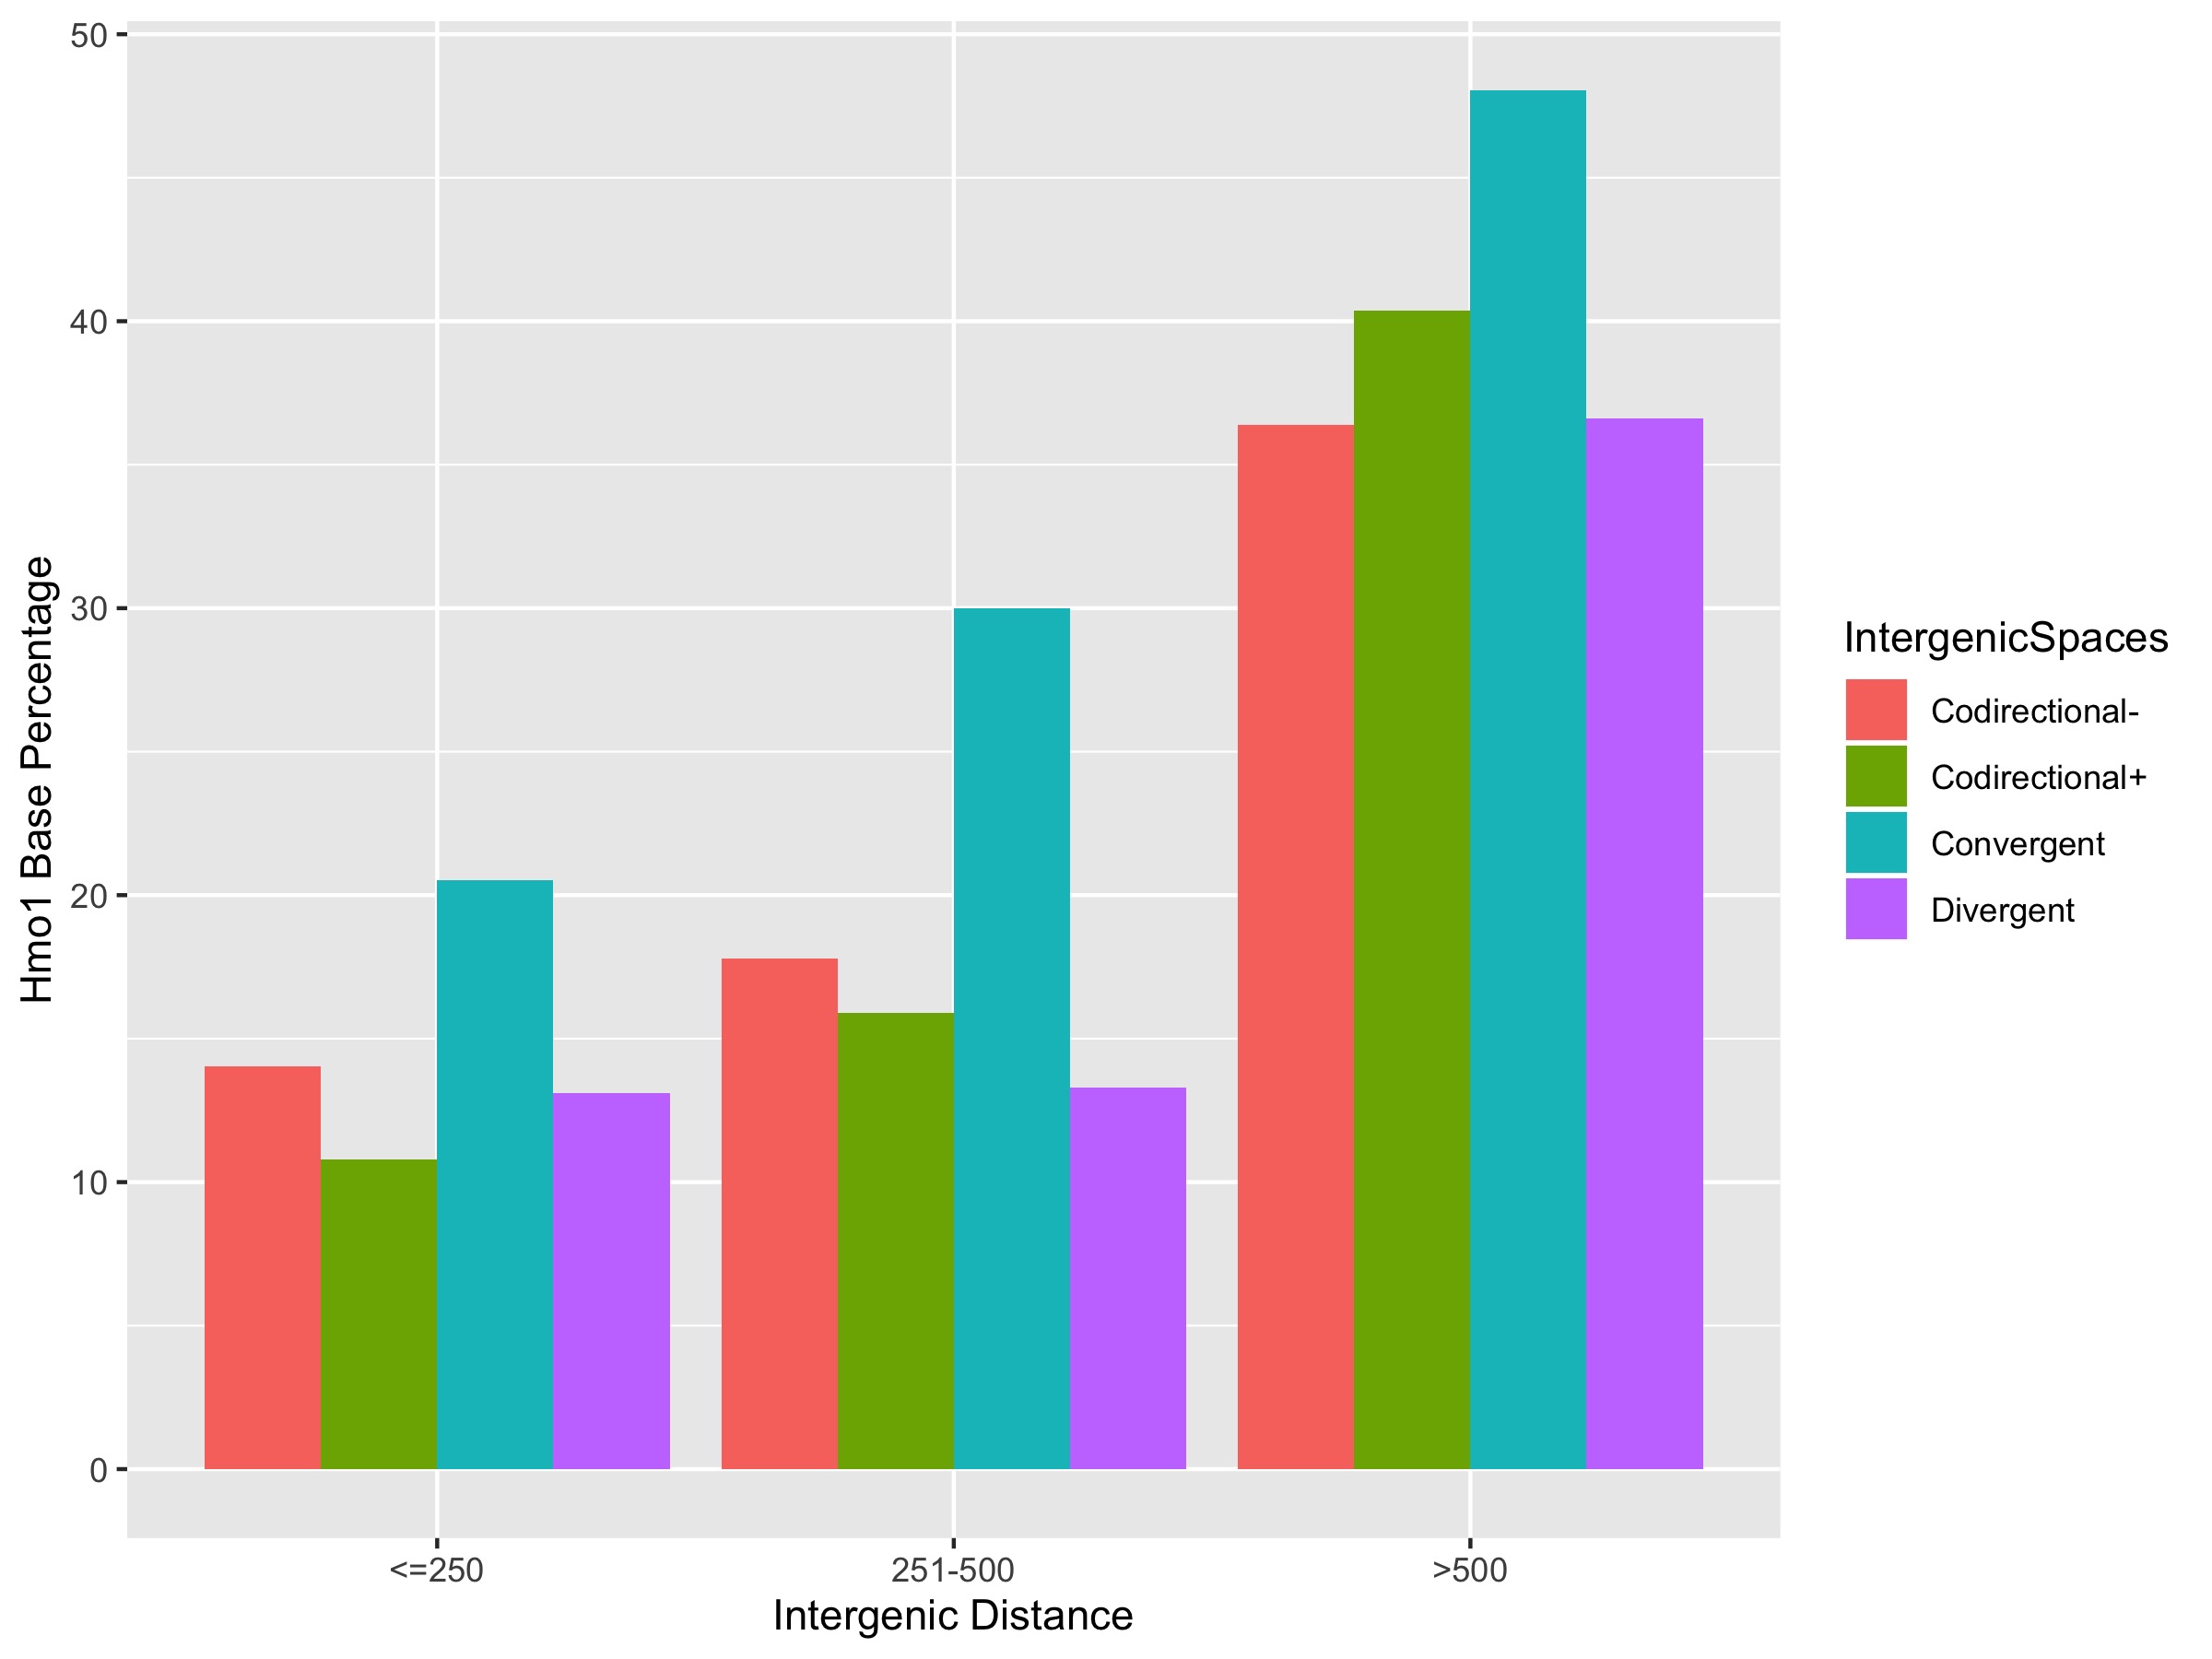 Hmo1 Base Percentage
50
40
30
20
10
0
<=250
251-500
>500
Intergenic Distance
IntergenicSpaces
Codirectional-
Codirectional+
Convergent
Divergent